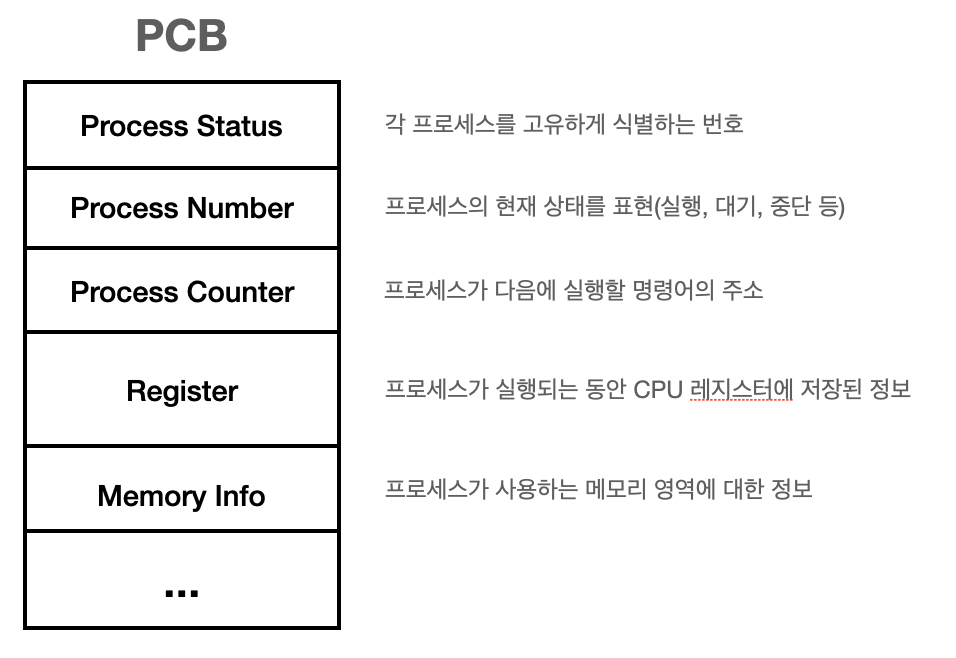 PCB
Process Status
각 프로세스를 고유하게 식별하는 번호
Process Number
프로세스의 현재 상태를 표현(실행, 대기, 중단 등)
Process Counter
프로세스가 다음에 실행할 명령어의 주소
Register
프로세스가 실행되는 동안 CPU 레지스터에 저장된 정보
Memory Info
프로세스가 사용하는 메모리 영역에 대한 정보
...